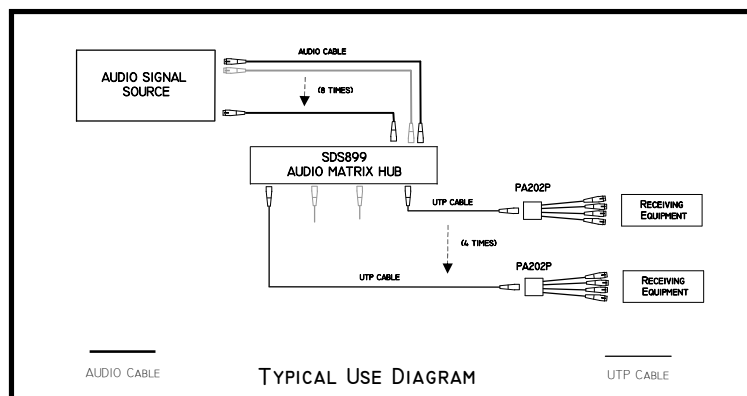 AUDIO CABLE
AUDIO SIGNAL
SOURCE
(8 TIMES)
SDS899
AUDIO MATRIX HUB
PA202P
UTP CABLE
RECEIVING
EQUIPMENT
(4 TIMES)
PA202P
UTP CABLE
RECEIVING
EQUIPMENT
AUDIO CABLE
TYPICAL USE DIAGRAM
UTP CABLE